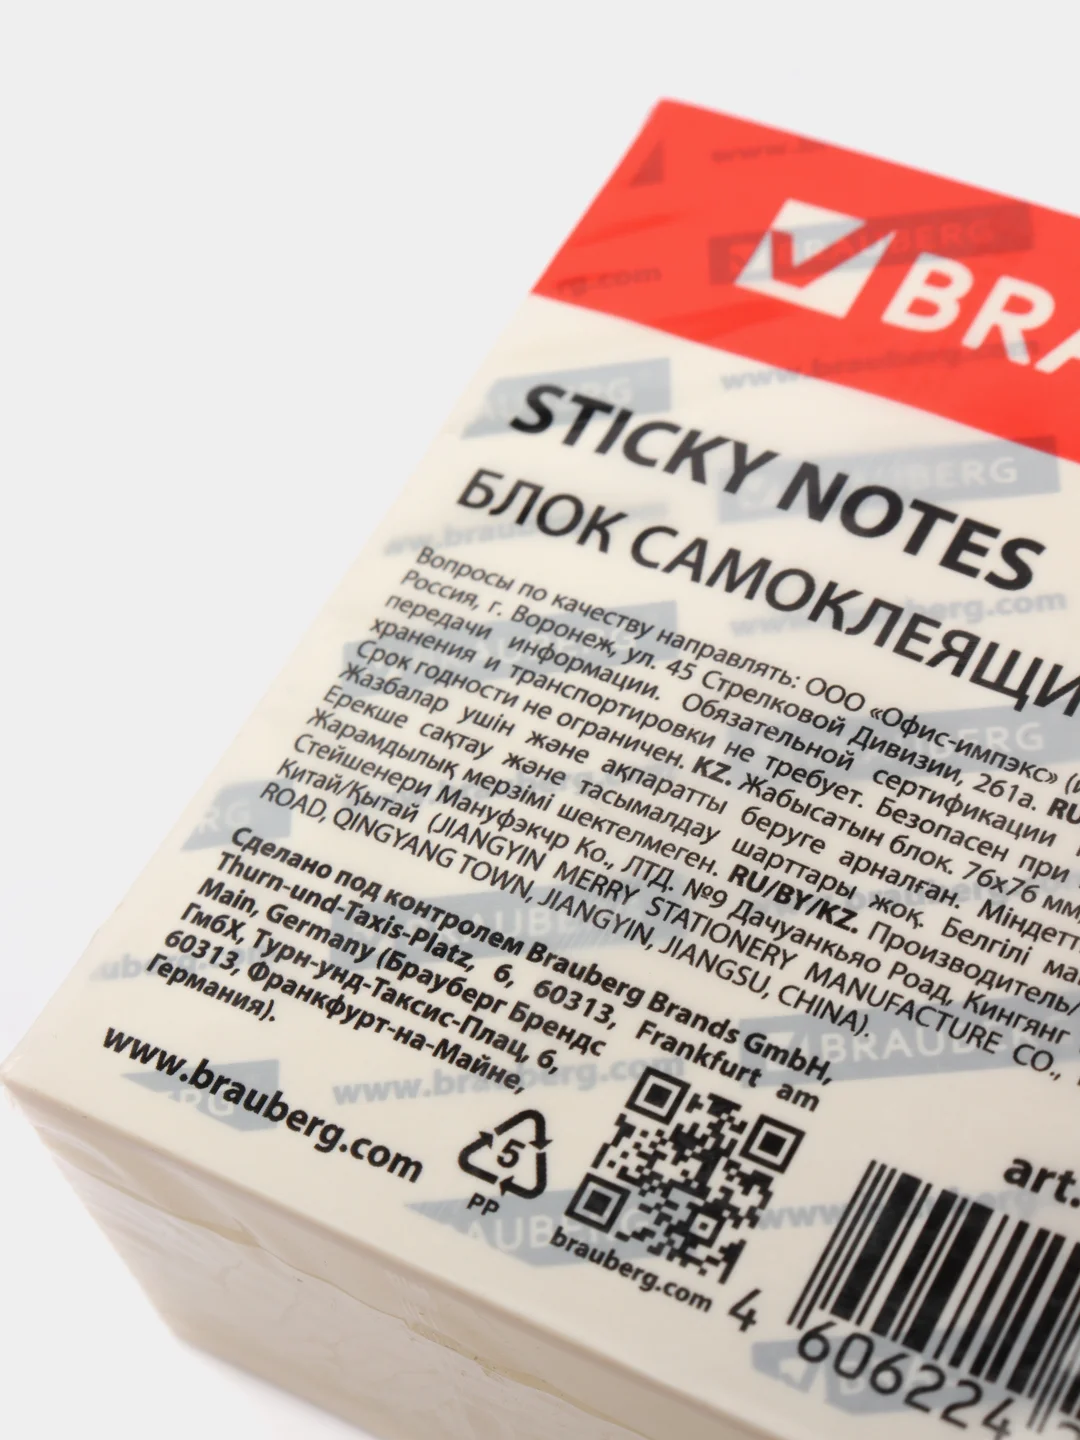 BRA
STICKY NOTES
БЛОК САМОКЛЕЯЩИ
Вопросы по качеству направлять: ООО «Офис-импэкс» (и
Россия, г. Воронеж, ул. 45 Стрелковой Дивизии, 261а. RU
передачи информации. Обязательной сертификации
хранения и транспортировки не требует. Безопасен при
Срок годности не ограничен. KZ. Жабысатын блок. 76x76 мм
Жазбалар үшін және ақпаратты беруге арналған. Міндетт
Ерекше сақтау және тасымалдау шарттары жоқ. Белгілі ма
Жарамдылық мерзімі шектелмеген. RU/BY/KZ. Производитель/
Стейшенери Мануфэкчр Ко., ЛТД. №9 Дачуанькьяо Роад, Кингянг
Китай/Қытай (JIANGYIN MERRY STATIONERY MANUFACTURE CO.,
ROAD, QINGYANG TOWN, JIANGYIN, JIANGSU, CHINA).
Сделано под контролем Brauberg Brands GmbH,
Thurn-und-Taxis-Platz, 6, 60313, Frankfurt am
Main, Germany (Брауберг Брендс
ГмбХ, Турн-унд-Таксис-Плац, 6,
60313, Франкфурт-на-Майне,
Германия).
www.brauberg.com
5
PP
brauberg.com
art.
4 606224